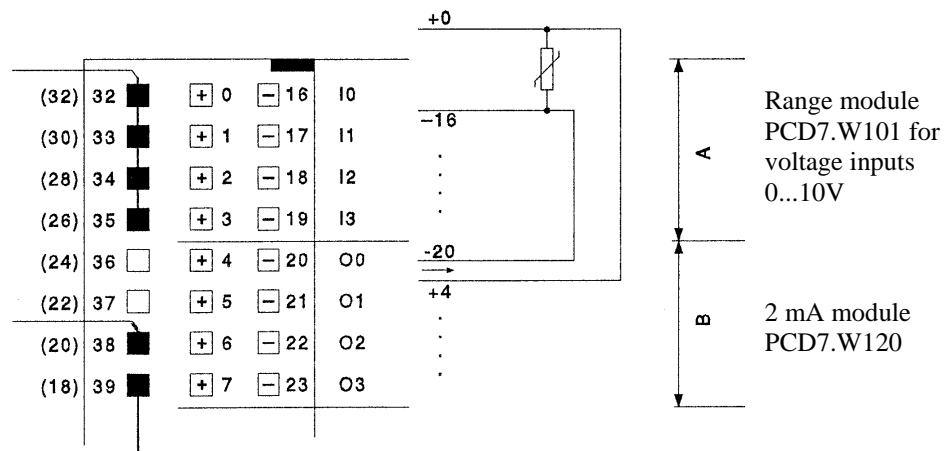 +0
(32) 32 + 0 − 16 I0
−16
(30) 33 + 1 − 17 I1
(28) 34 + 2 − 18 I2
(26) 35 + 3 − 19 I3
A
Range module
PCD7.W101 for
voltage inputs
0...10V
(24) 36 + 4 − 20 O0
-20
(22) 37 + 5 − 21 O1
+4
(20) 38 + 6 − 22 O2
(18) 39 + 7 − 23 O3
B
2 mA module
PCD7.W120